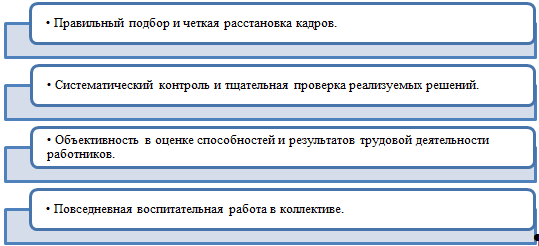 • Правильный подбор и четкая расстановка кадров.
• Систематический контроль и тщательная проверка реализуемых решений.
• Объективность в оценке способностей и результатов трудовой деятельности
работников.
• Повседневная воспитательная работа в коллективе.